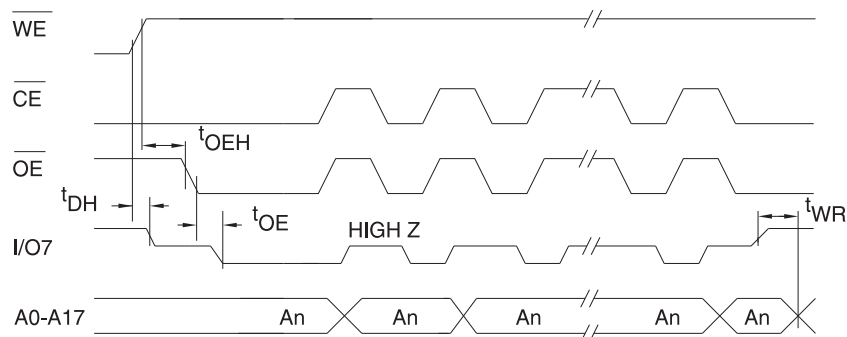 WE
CE
tOEH
OE
tDH
tOE
tWR
HIGH Z
I/O7
A0-A17 An An An An An